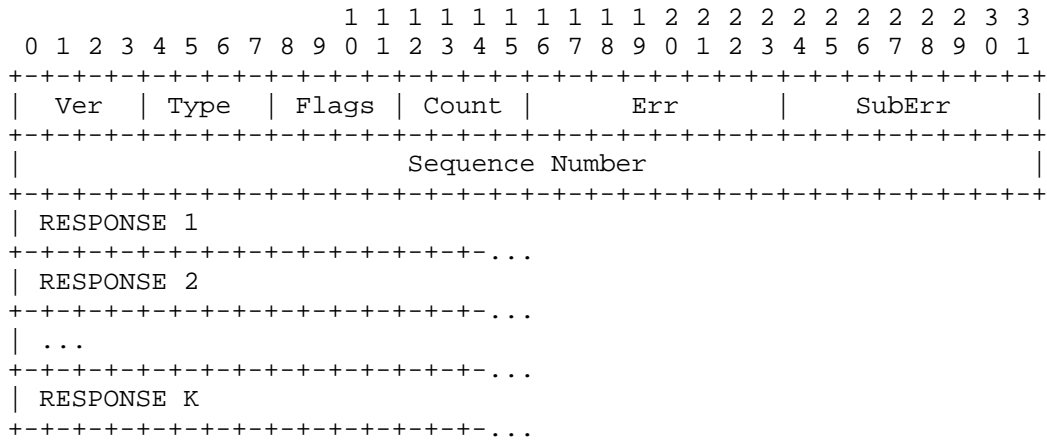 1 1 1 1 1 1 1 1 1 1 2 2 2 2 2 2 2 2 2 2 3 3
 0 1 2 3 4 5 6 7 8 9 0 1 2 3 4 5 6 7 8 9 0 1 2 3 4 5 6 7 8 9 0 1
+-+-+-+-+-+-+-+-+-+-+-+-+-+-+-+-+-+-+-+-+-+-+-+-+-+-+-+-+-+-+-+-+
|  Ver  | Type  | Flags | Count |      Err      |    SubErr     |
+-+-+-+-+-+-+-+-+-+-+-+-+-+-+-+-+-+-+-+-+-+-+-+-+-+-+-+-+-+-+-+-+
|                        Sequence Number                        |
+-+-+-+-+-+-+-+-+-+-+-+-+-+-+-+-+-+-+-+-+-+-+-+-+-+-+-+-+-+-+-+-+
| RESPONSE 1
+-+-+-+-+-+-+-+-+-+-+-+-+-+-+-...
| RESPONSE 2
+-+-+-+-+-+-+-+-+-+-+-+-+-+-+-...
| ...
+-+-+-+-+-+-+-+-+-+-+-+-+-+-+-...
| RESPONSE K
+-+-+-+-+-+-+-+-+-+-+-+-+-+-+-...